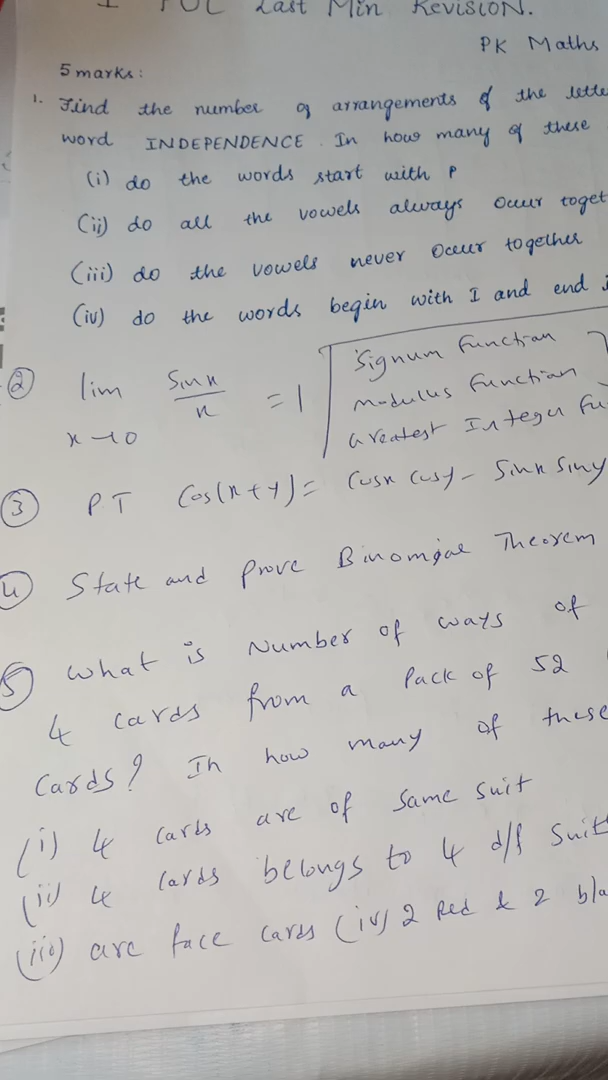 I PUC Last Min Revision.
PK Maths
5 marks:
1. Find the number of arrangements of the
word INDEPENDENCE. In how many of these
(i) do the words start with P
(ii) do all the vowels always occur
(iii) do the vowels never occur together
(iv) do the words begin with I and end
② lim Sin x / x = 1
x→0
Signum Function
Modulus Function
Greatest Integer
③ PT Cos(x+y) = Cosx Cosy - Sinx Siny
④ State and prove Binomial Theorem
⑤ What is Number of ways of
4 cards from a Pack of 52
Cards? In how many of these
(i) 4 cards are of same suit
(ii) 4 cards belongs to 4 d/f
(iii) are face cards (iv) 2 Red & 2